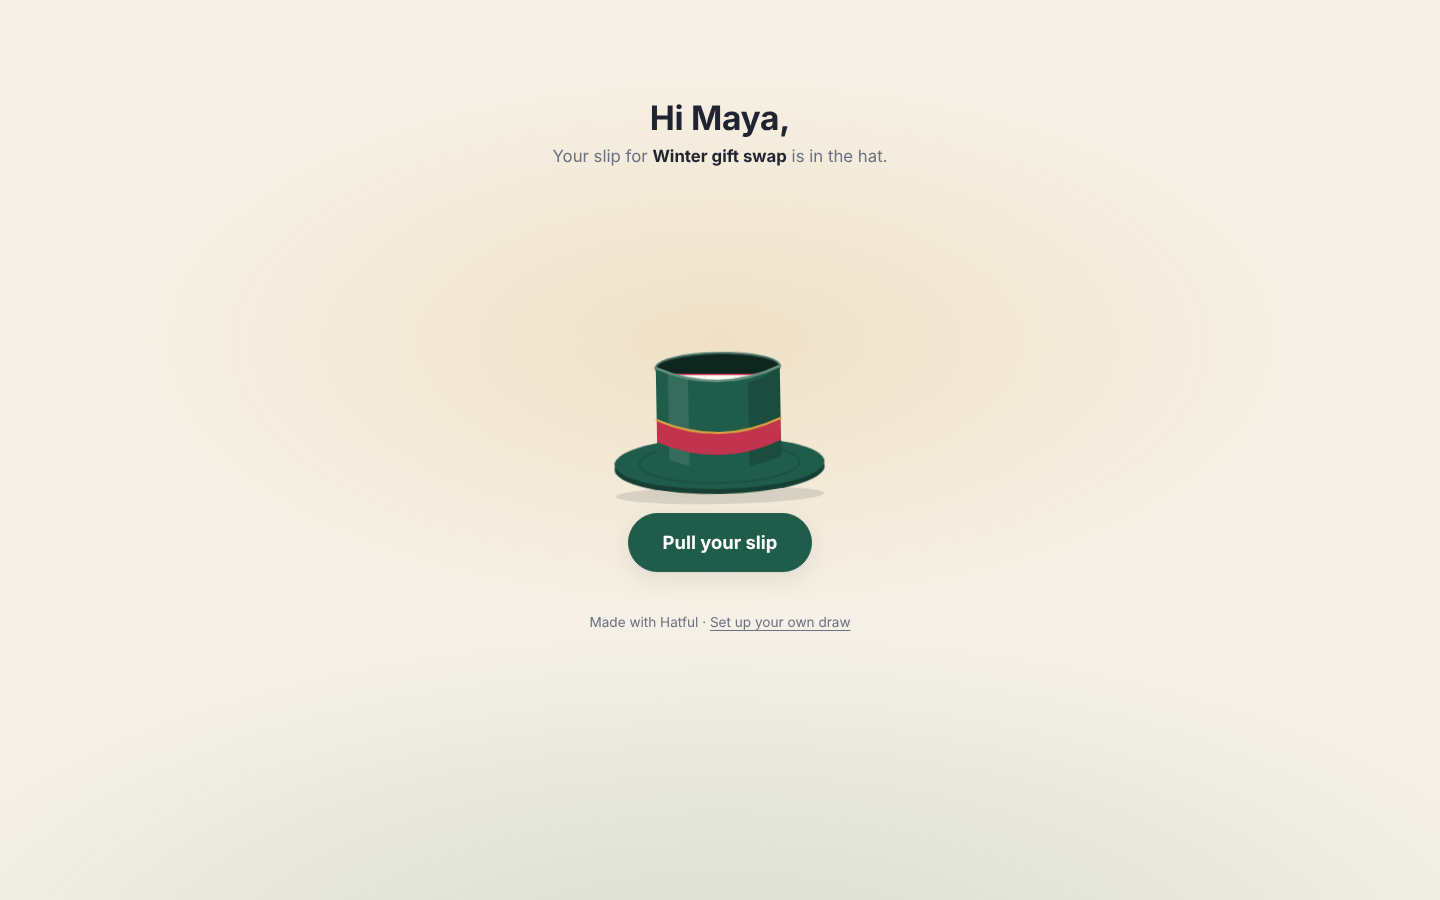 Hi Maya,
Your slip for Winter gift swap is in the hat.
Pull your slip
Made with Hatful · Set up your own draw